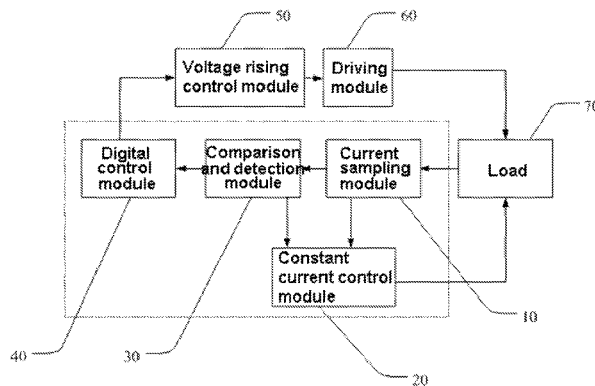 50
60
Voltage rising
control module
Driving
module
70
Digital
control
module
Comparison
and detection
module
Current
sampling
module
Load
Constant
current control
module
40
30
20
10